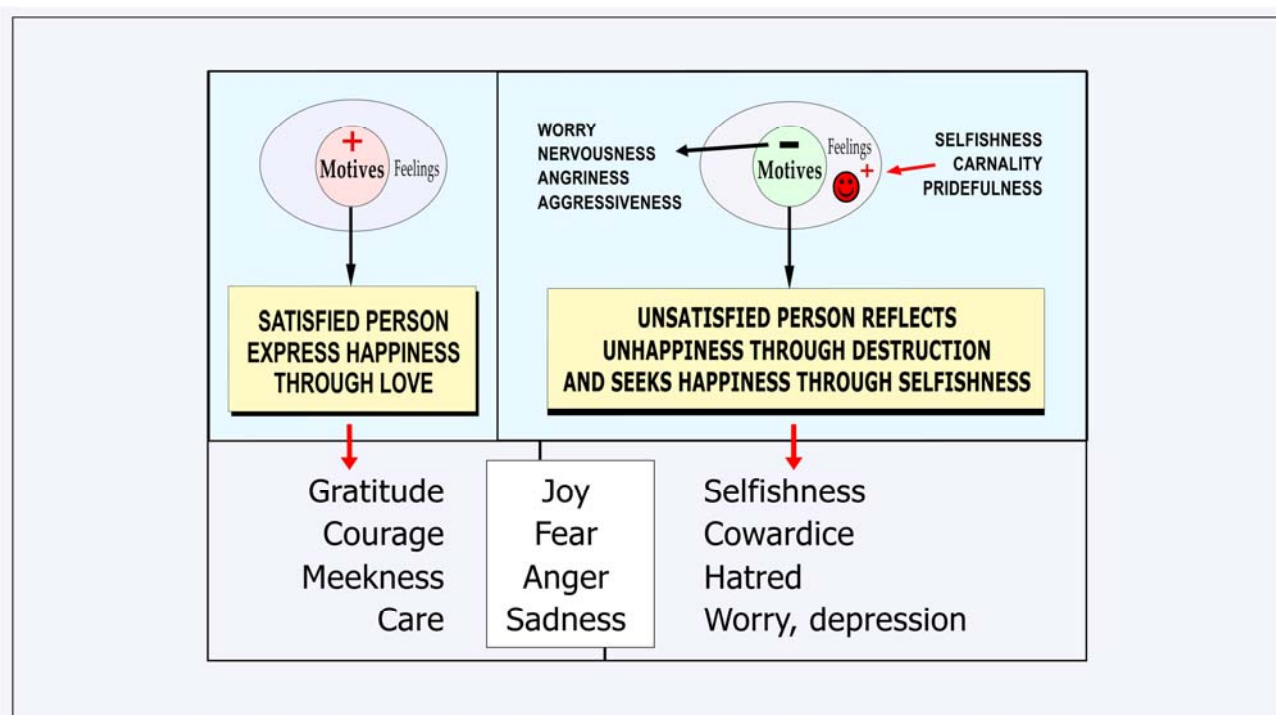 +
Motives Feelings
SATISFIED PERSON
EXPRESS HAPPINESS
THROUGH LOVE
WORRY
NERVOUSNESS
ANGRINESS
AGGRESSIVENESS
-
Motives
Feelings
+
SELFISHNESS
CARNALITY
PRIDEFULNESS
UNSATISFIED PERSON REFLECTS
UNHAPPINESS THROUGH DESTRUCTION
AND SEEKS HAPPINESS THROUGH SELFISHNESS
Gratitude Joy Selfishness
Courage Fear Cowardice
Meekness Anger Hatred
Care Sadness Worry, depression